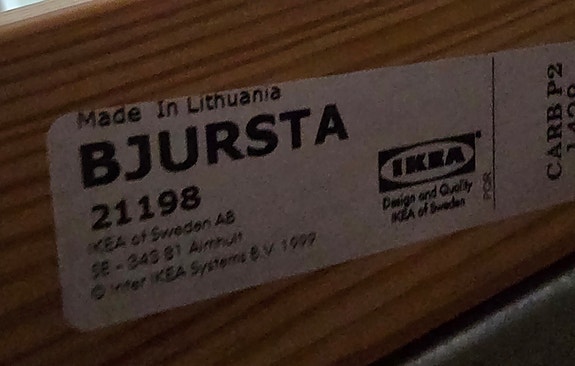 Made In Lithuania
BJURSTA
21198
IKEA of Sweden AB
SE - 343 81 Älmhult
© Inter IKEA Systems B.V. 1999
IKEA
Design and Quality
IKEA of Sweden
CARB P2